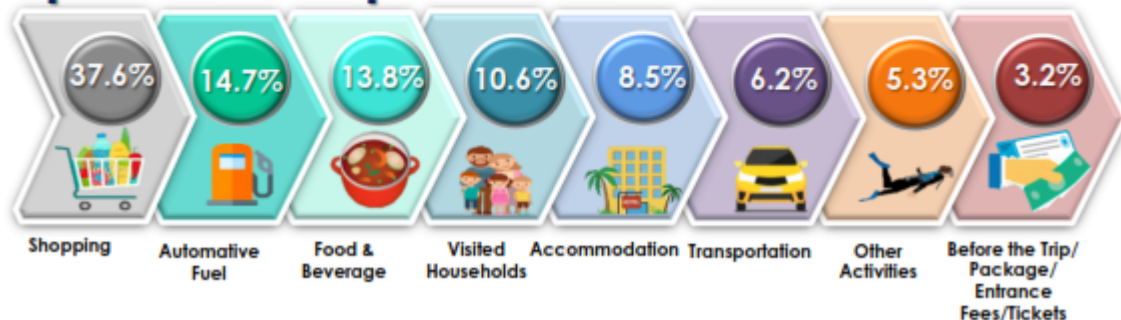 37.6%
14.7%
13.8%
10.6%
8.5%
6.2%
5.3%
3.2%
Shopping
Automative
Fuel
Food &
Beverage
Visited
Households
Accommodation
Transportation
Other
Activities
Before the Trip/
Package/
Entrance
Fees/Tickets